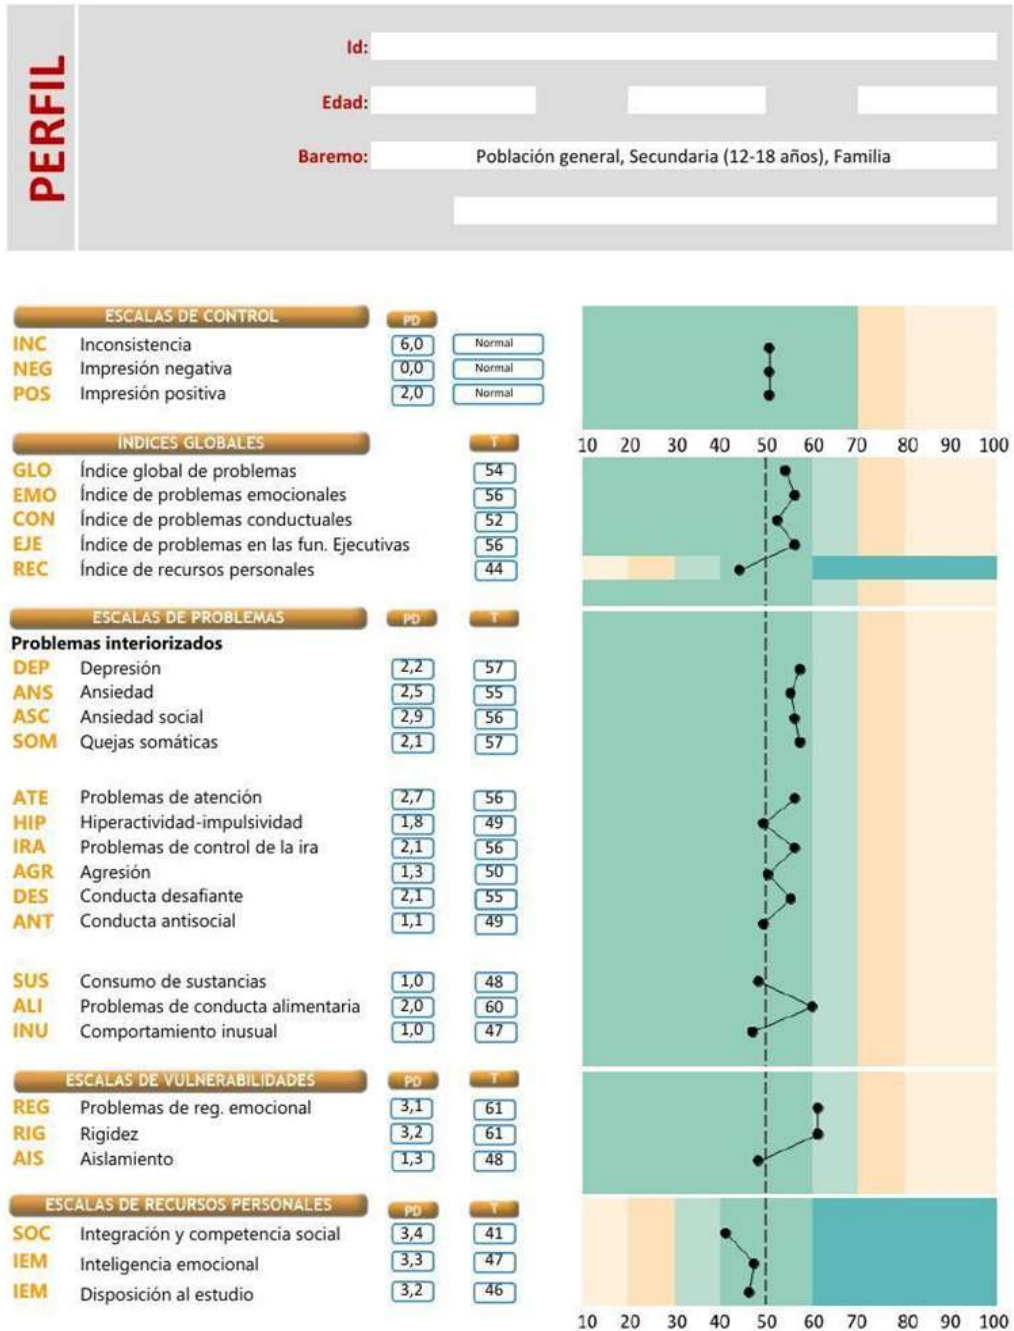 PERFIL
Id:
Edad:
Baremo: Población general, Secundaria (12-18 años), Familia
ESCALAS DE CONTROL PD
INC Inconsistencia 6,0 Normal
NEG Impresión negativa 0,0 Normal
POS Impresión positiva 2,0 Normal
ÍNDICES GLOBALES T 10 20 30 40 50 60 70 80 90 100
GLO Índice global de problemas 54
EMO Índice de problemas emocionales 56
CON Índice de problemas conductuales 52
EJE Índice de problemas en las fun. Ejecutivas 56
REC Índice de recursos personales 44
ESCALAS DE PROBLEMAS PD T
Problemas interiorizados
DEP Depresión 2,2 57
ANS Ansiedad 2,5 55
ASC Ansiedad social 2,9 56
SOM Quejas somáticas 2,1 57
ATE Problemas de atención 2,7 56
HIP Hiperactividad-impulsividad 1,8 49
IRA Problemas de control de la ira 2,1 56
AGR Agresión 1,3 50
DES Conducta desafiante 2,1 55
ANT Conducta antisocial 1,1 49
SUS Consumo de sustancias 1,0 48
ALI Problemas de conducta alimentaria 2,0 60
INU Comportamiento inusual 1,0 47
ESCALAS DE VULNERABILIDADES PD T
REG Problemas de reg. emocional 3,1 61
RIG Rigidez 3,2 61
AIS Aislamiento 1,3 48
ESCALAS DE RECURSOS PERSONALES PD T
SOC Integración y competencia social 3,4 41
IEM Inteligencia emocional 3,3 47
IEM Disposición al estudio 3,2 46
10 20 30 40 50 60 70 80 90 100